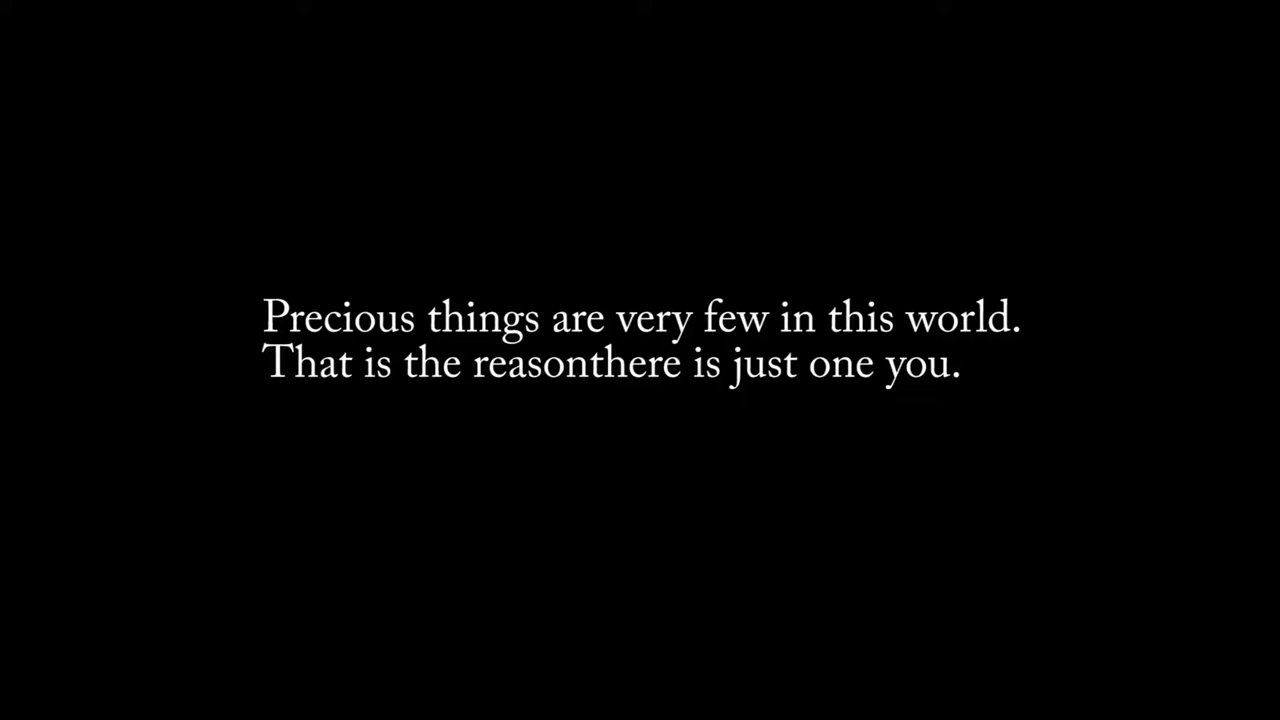 Precious things are very few in this world.
That is the reasonthere is just one you.